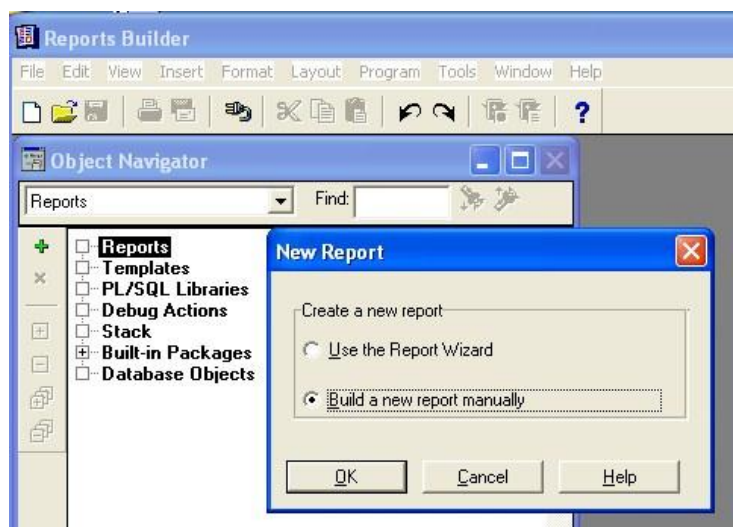 Reports Builder
File Edit View Insert Format Layout Program Tools Window Help
?
Object Navigator
Reports Find:
Reports
Templates
PL/SQL Libraries
Debug Actions
Stack
Built-in Packages
Database Objects
New Report
Create a new report
Use the Report Wizard
Build a new report manually
OK Cancel Help